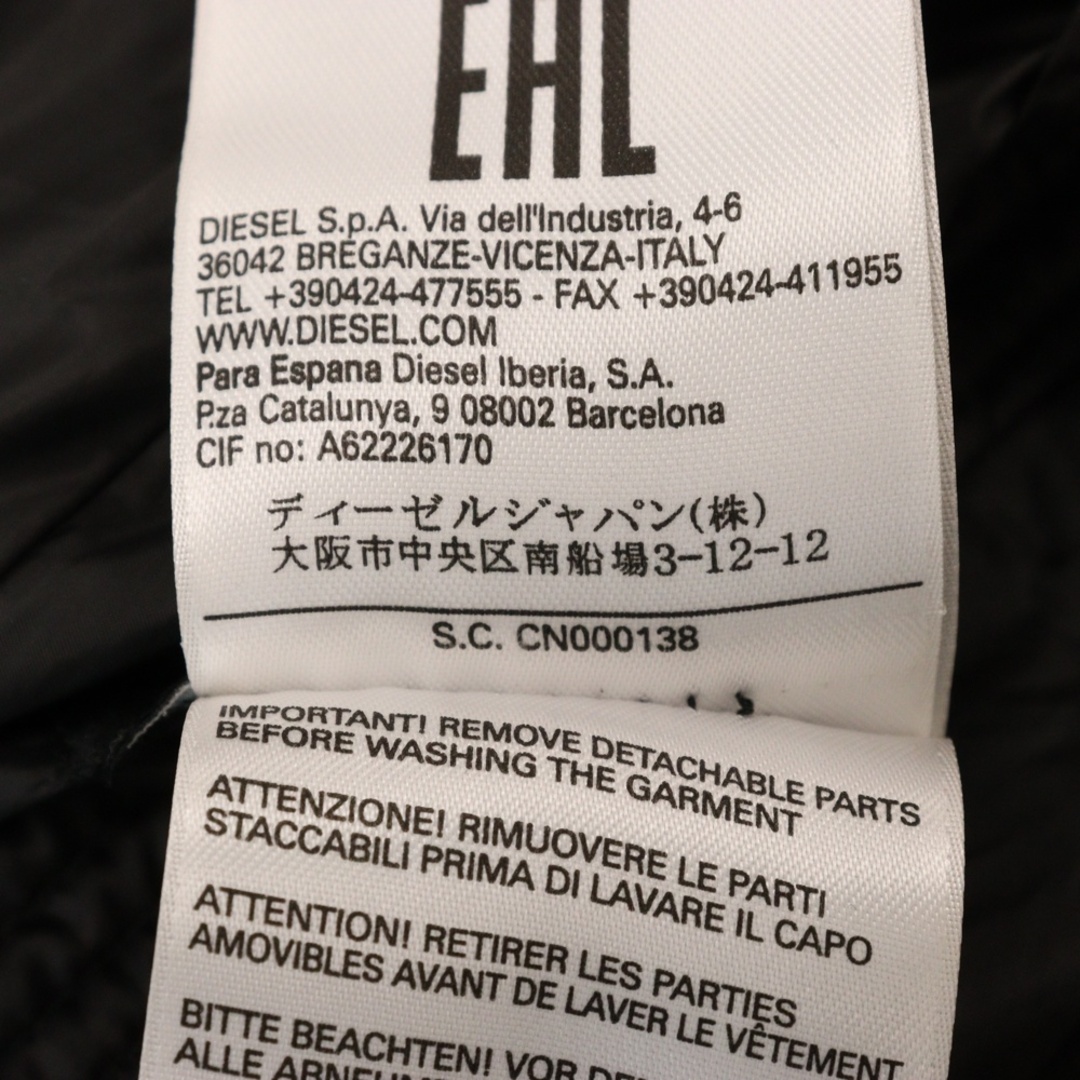 EAC
DIESEL S.p.A. Via dell'Industria, 4-6
36042 BREGANZE-VICENZA-ITALY
TEL +390424-477555 - FAX +390424-411955
WWW.DIESEL.COM
Para Espana Diesel Iberia, S.A.
P.za Catalunya, 9 08002 Barcelona
CIF no: A62226170
ディーゼルジャパン(株)
大阪市中央区南船場3-12-12
S.C. CN000138
IMPORTANT! REMOVE DETACHABLE PARTS
BEFORE WASHING THE GARMENT
ATTENZIONE! RIMUOVERE LE PARTI
STACCABILI PRIMA DI LAVARE IL CAPO
ATTENTION! RETIRER LES PARTIES
AMOVIBLES AVANT DE LAVER LE VÊTEMENT
BITTE BEACHTEN! VOR
ALLE